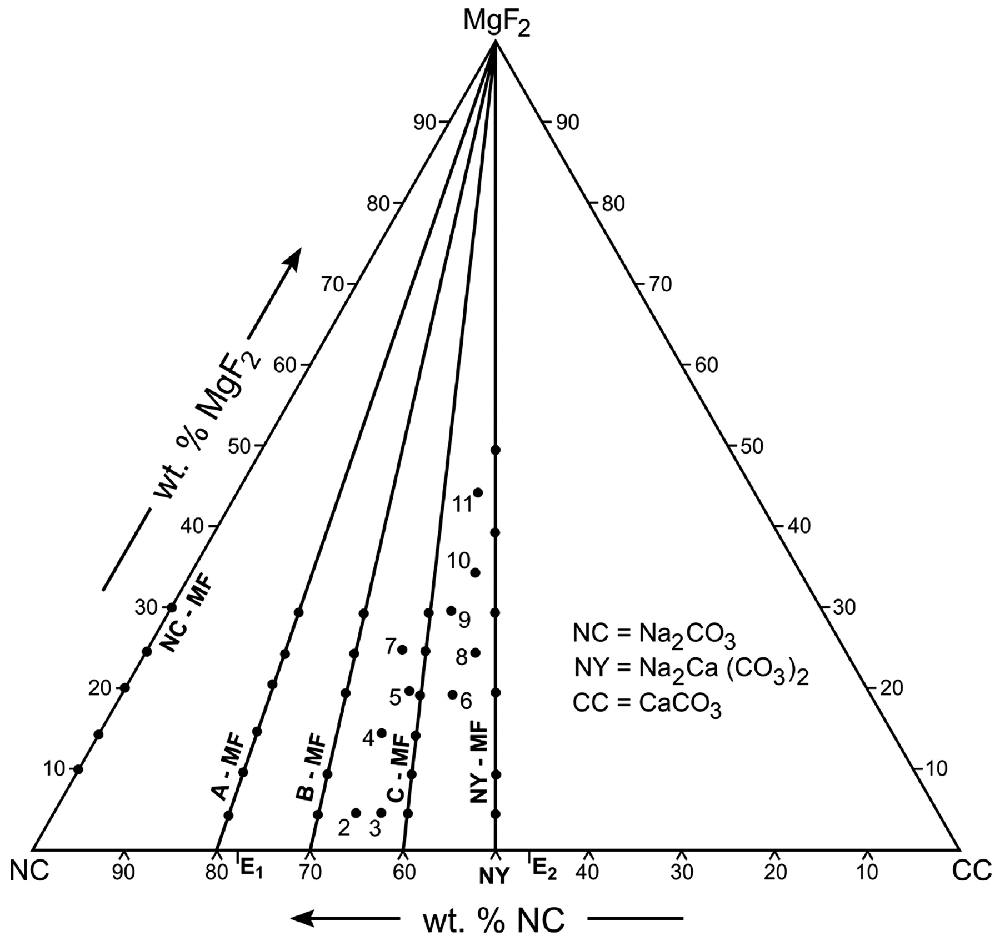 MgF2
90 90
80 80
70 70
wt. % MgF2
60 60
50 50
11
40 40
10
NC - MF
30 30
9
NC = Na2CO3
7
8
NY = Na2Ca (CO3)2
20 20
5
6
CC = CaCO3
4
A - MF
B - MF
C - MF
NY - MF
10 10
2
3
NC 90 80 E1 70 60 NY E2 40 30 20 10 CC
wt. % NC